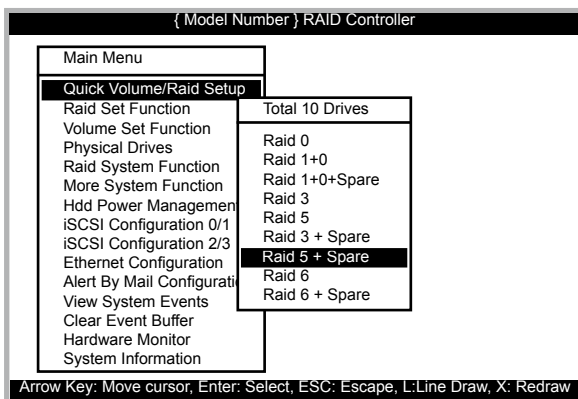 { Model Number } RAID Controller
Main Menu
Quick Volume/Raid Setup
Raid Set Function
Volume Set Function
Physical Drives
Raid System Function
More System Function
Hdd Power Managemen
iSCSI Configuration 0/1
iSCSI Configuration 2/3
Ethernet Configuration
Alert By Mail Configurati
View System Events
Clear Event Buffer
Hardware Monitor
System Information
Total 10 Drives
Raid 0
Raid 1+0
Raid 1+0+Spare
Raid 3
Raid 5
Raid 3 + Spare
Raid 5 + Spare
Raid 6
Raid 6 + Spare
Arrow Key: Move cursor, Enter: Select, ESC: Escape, L:Line Draw, X: Redraw